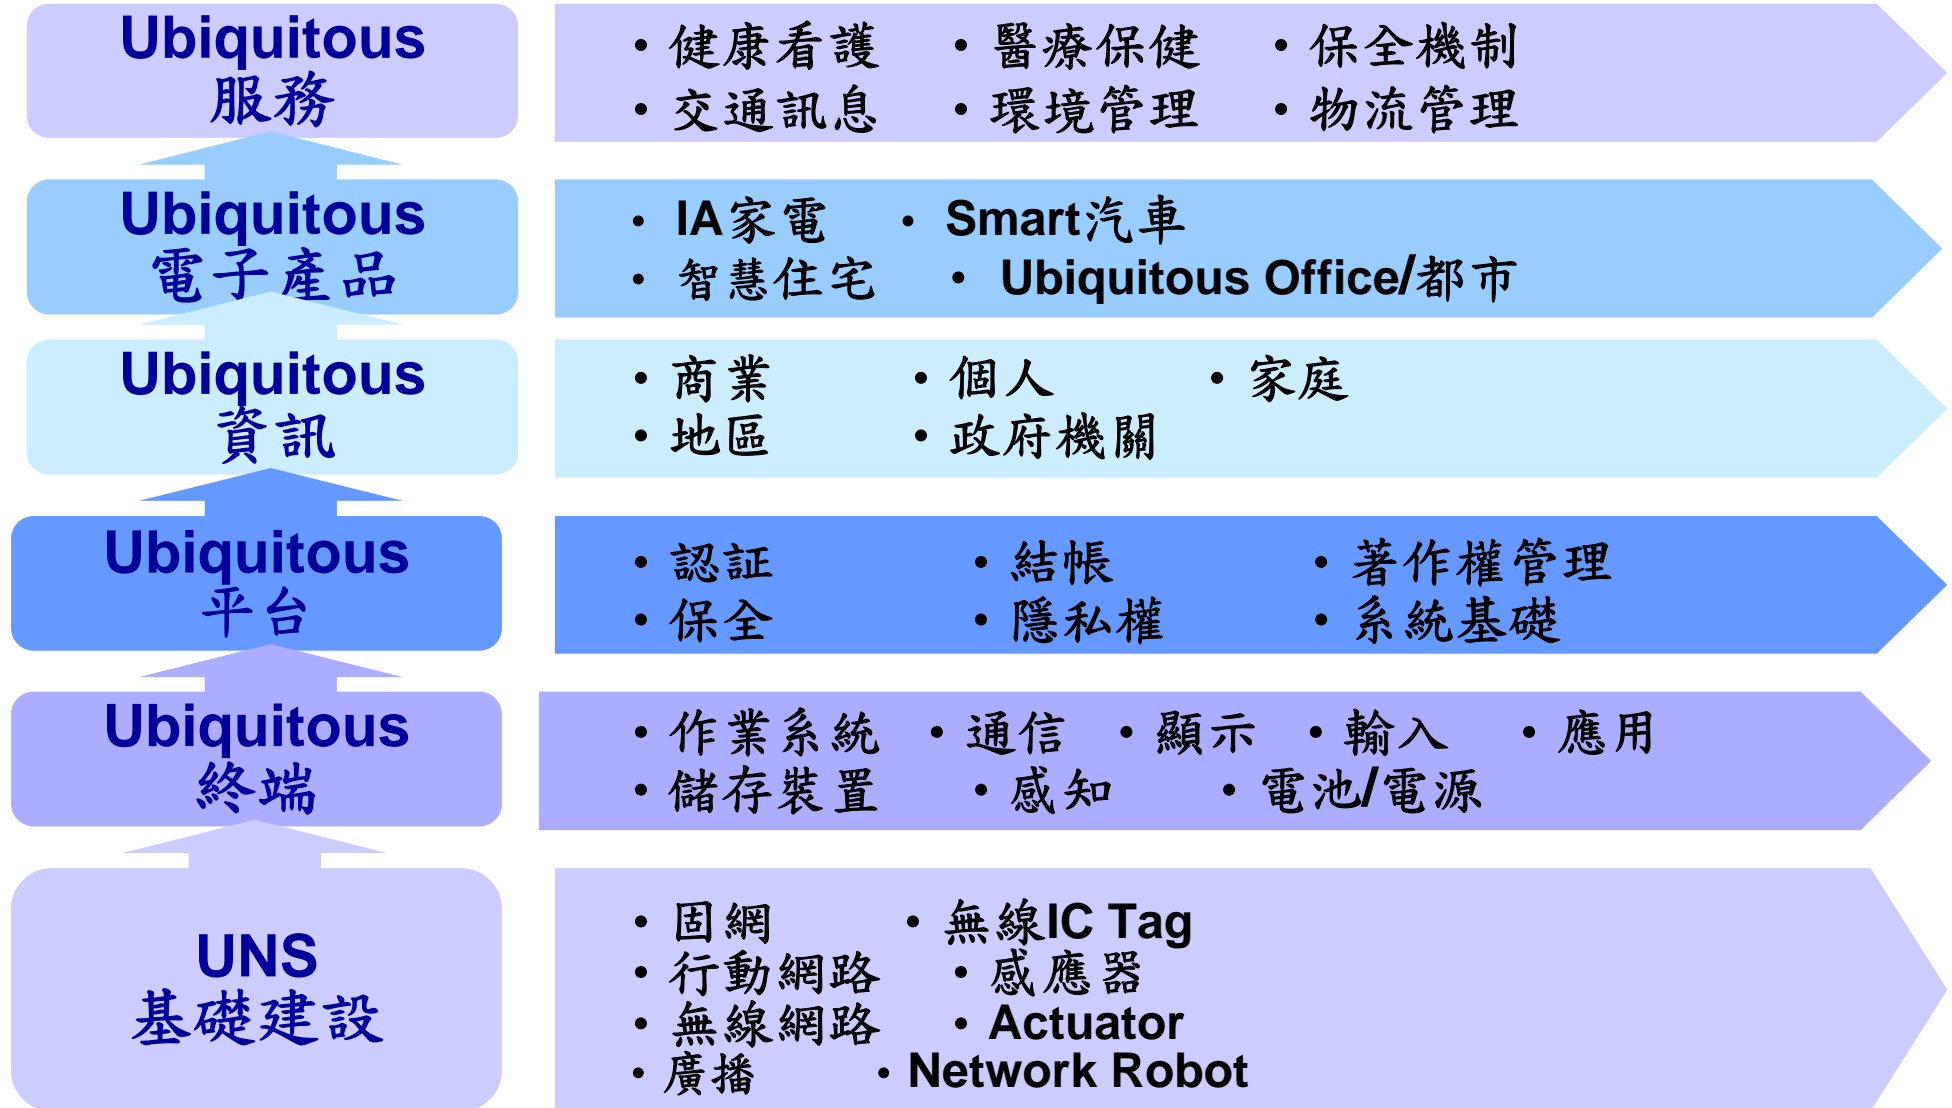 Ubiquitous
服務
・健康看護 ・醫療保健 ・保全機制
・交通訊息 ・環境管理 ・物流管理
Ubiquitous
電子產品
・IA家電 ・Smart汽車
・智慧住宅 ・Ubiquitous Office/都市
Ubiquitous
資訊
・商業 ・個人 ・家庭
・地區 ・政府機關
Ubiquitous
平台
・認証 ・結帳 ・著作權管理
・保全 ・隱私權 ・系統基礎
Ubiquitous
終端
・作業系統 ・通信 ・顯示 ・輸入 ・應用
・儲存裝置 ・感知 ・電池/電源
UNS
基礎建設
・固網 ・無線IC Tag
・行動網路 ・感應器
・無線網路 ・Actuator
・廣播 ・Network Robot